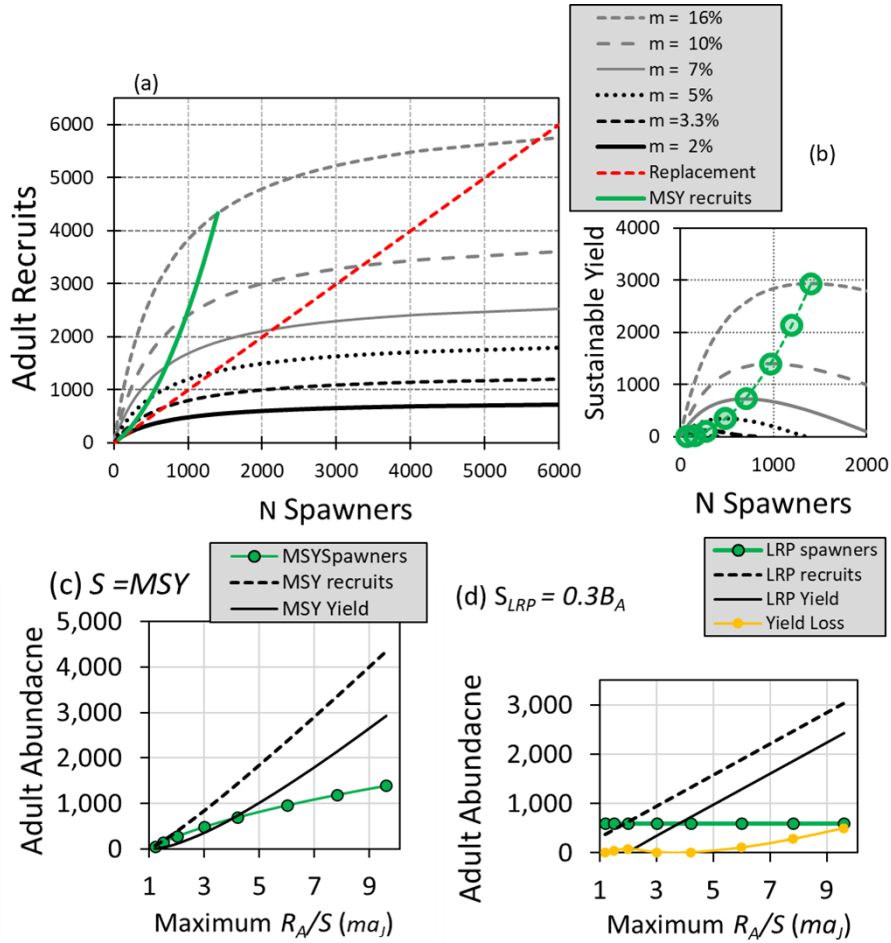 m = 16%
m = 10%
m = 7%
m = 5%
m =3.3%
m = 2%
Replacement
MSY recruits
(a)
Adult Recruits
6000
5000
4000
3000
2000
1000
0
0 1000 2000 3000 4000 5000 6000
N Spawners
(b)
Sustainable Yield
4000
3000
2000
1000
0
0 1000 2000
N Spawners
(c) S =MSY
MSYSpawners
MSY recruits
MSY Yield
Adult Abundacne
5,000
4,000
3,000
2,000
1,000
0
1 3 5 7 9
Maximum R_A/S (ma_J)
(d) S_LRP = 0.3B_A
LRP spawners
LRP recruits
LRP Yield
Yield Loss
Adult Abundacne
3,000
2,000
1,000
0
1 3 5 7 9
Maximum R_A/S (ma_J)